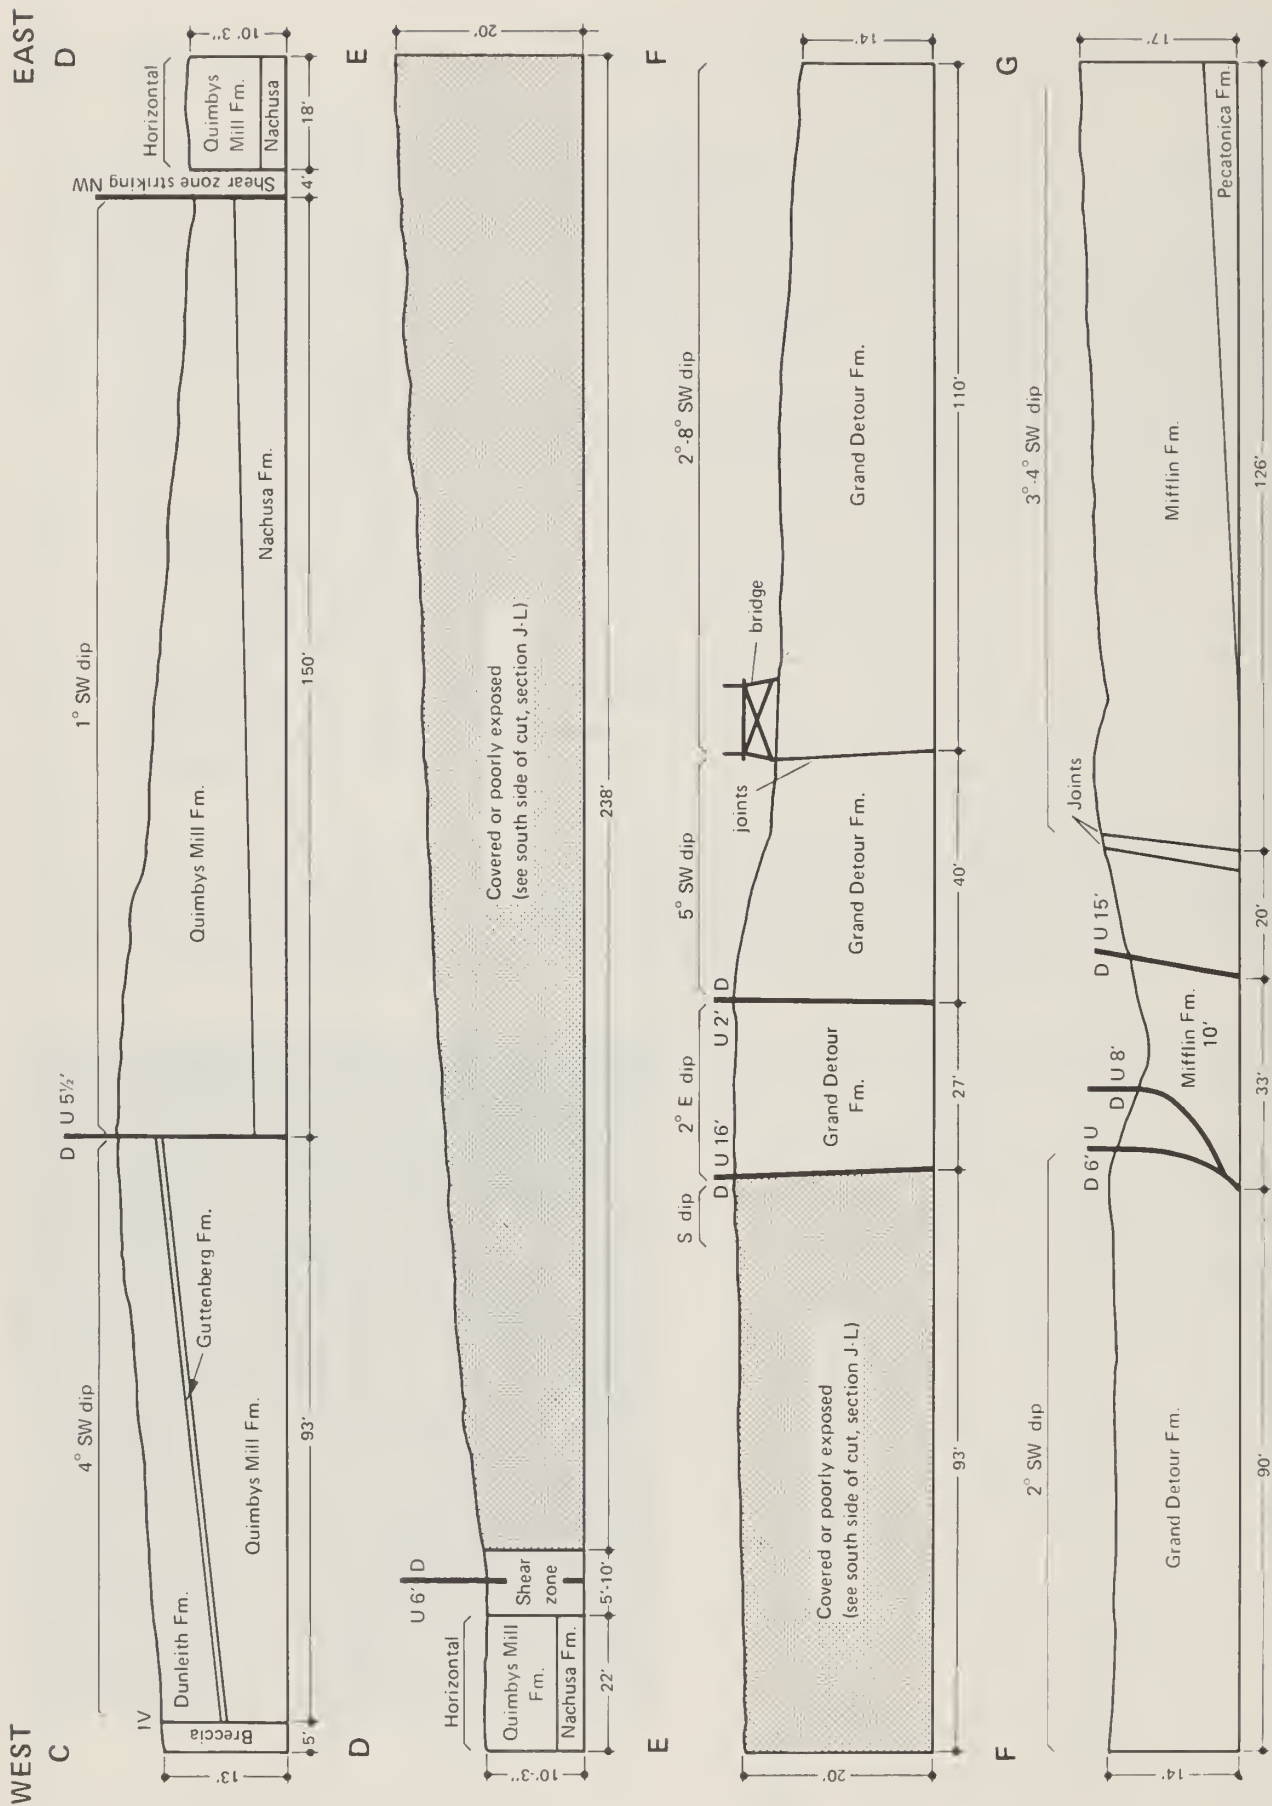 WEST
EAST
C
D
4° SW dip
1° SW dip
Horizontal
IV
D U 5½'
Shear zone striking NW
13'
Breccia
Dunleith Fm.
Guttenberg Fm.
Quimbys Mill Fm.
Quimbys Mill Fm.
Nachusa Fm.
Quimbys
Mill Fm.
Nachusa
10' 3"
5'
93'
150'
4'
18'
D
E
Horizontal
U 6' D
10'-3"
Quimbys Mill
Fm.
Nachusa Fm.
Shear
zone
Covered or poorly exposed
(see south side of cut, section J-L)
20'
22'
5'-10'
238'
E
F
S dip
2° E dip
5° SW dip
2°-8° SW dip
D U 16'
U 2' D
joints
bridge
20'
Covered or poorly exposed
(see south side of cut, section J-L)
Grand Detour
Fm.
Grand Detour Fm.
Grand Detour Fm.
14'
93'
27'
40'
110'
F
G
2° SW dip
3°-4° SW dip
D 6' U
D U 8'
D U 15'
Joints
14'
Grand Detour Fm.
Mifflin Fm.
10'
Mifflin Fm.
Pecatonica Fm.
17'
90'
33'
20'
126'